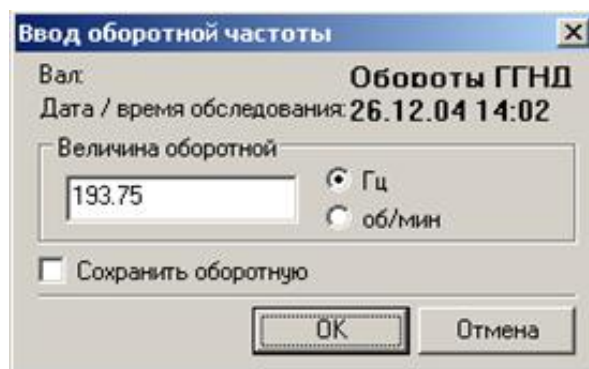 Ввод оборотной частоты
Вал: Обороты ГГНД
Дата / время обследования: 26.12.04 14:02
Величина оборотной
193.75
Гц
об/мин
Сохранить оборотную
OK Отмена